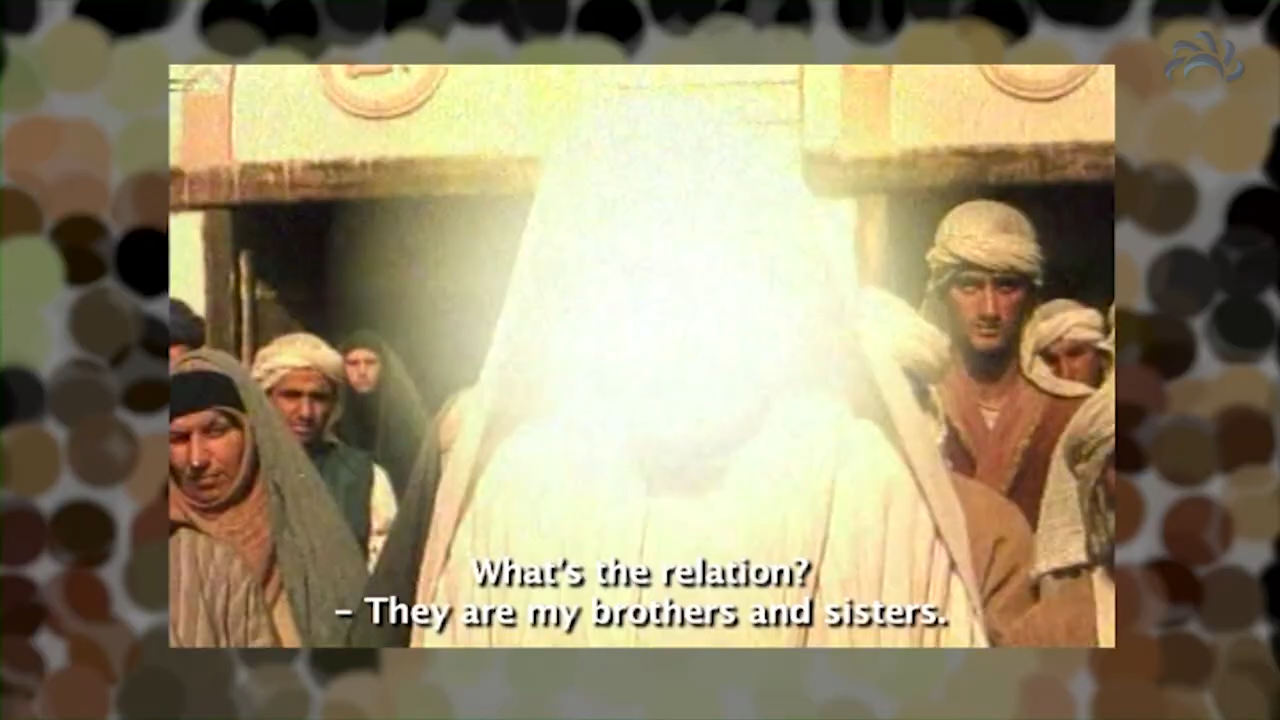 What's the relation?
– They are my brothers and sisters.